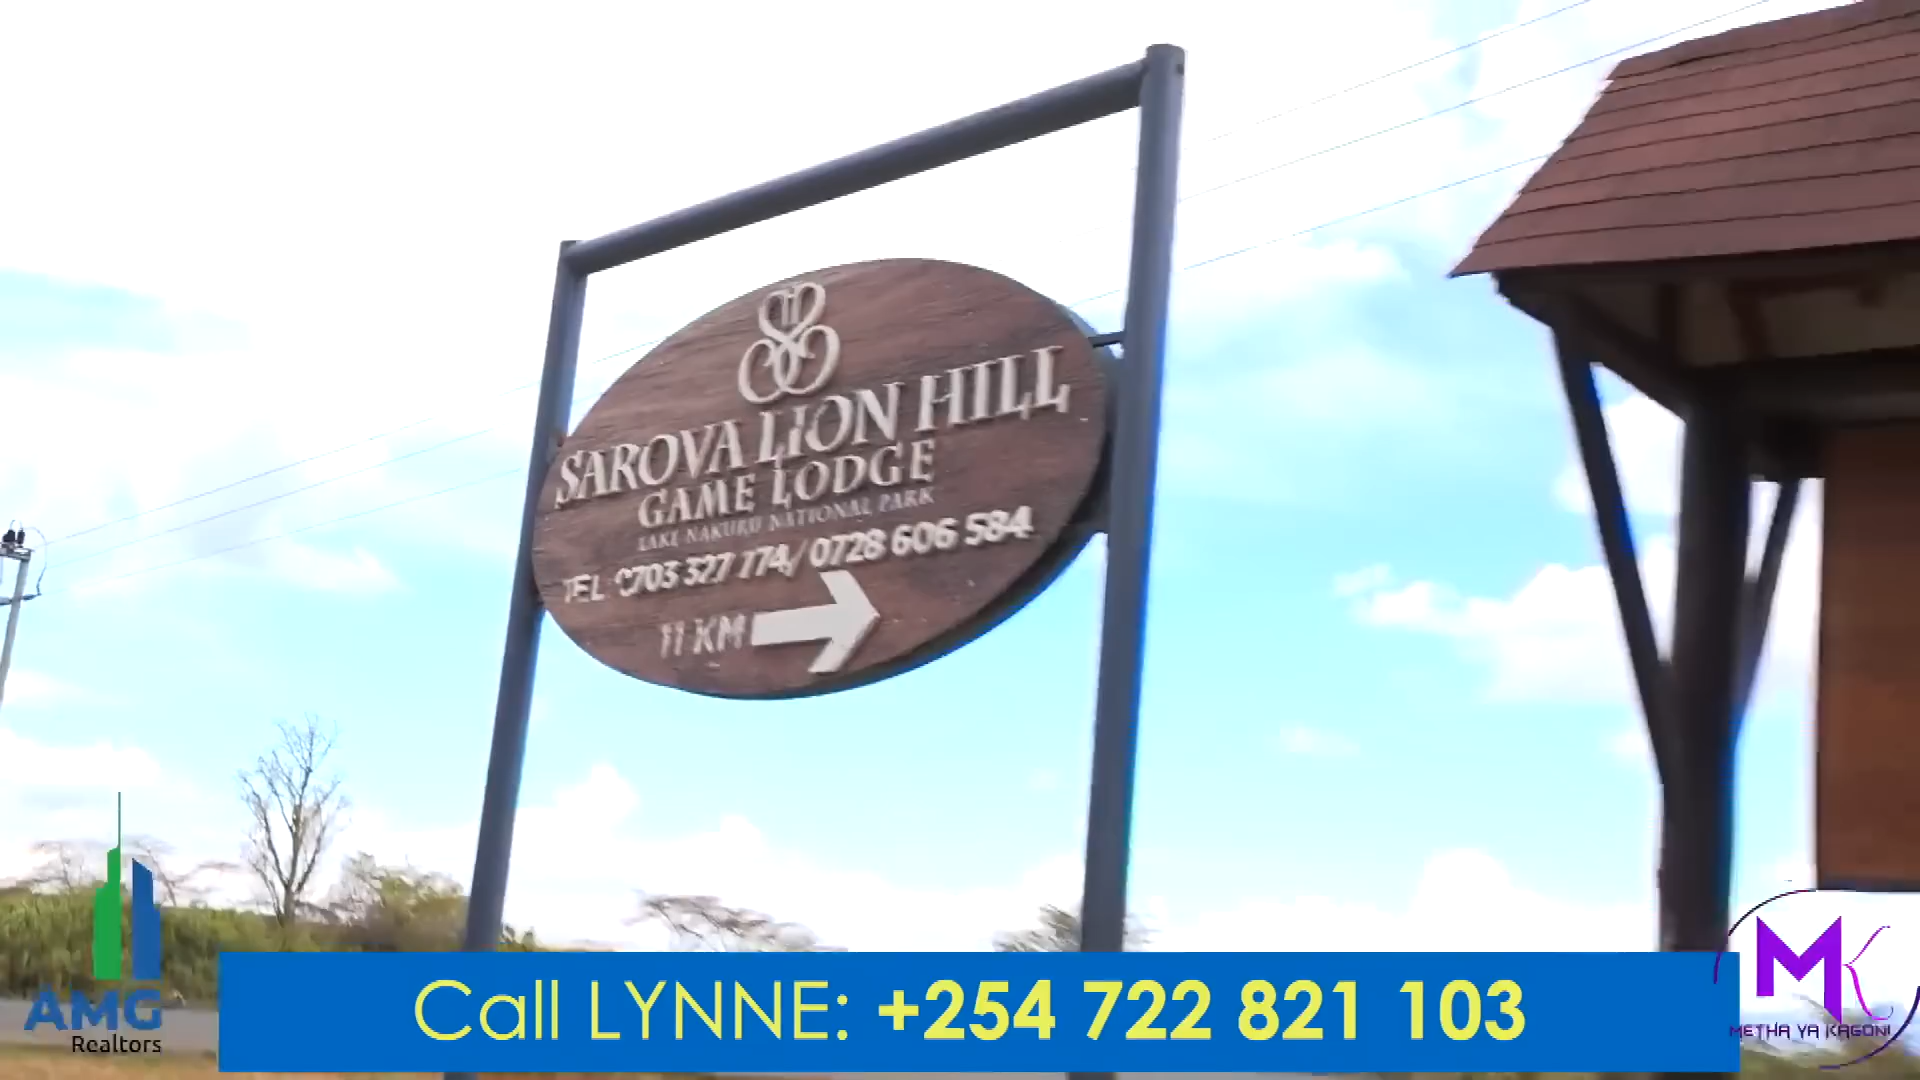 SAROVA LION HILL
GAME LODGE
LAKE NAKURU NATIONAL PARK
TEL 0703 327 774/ 0728 606 584
11 KM
AMG
Realtors
Call LYNNE: +254 722 821 103
MK
METHA YA KAGONI